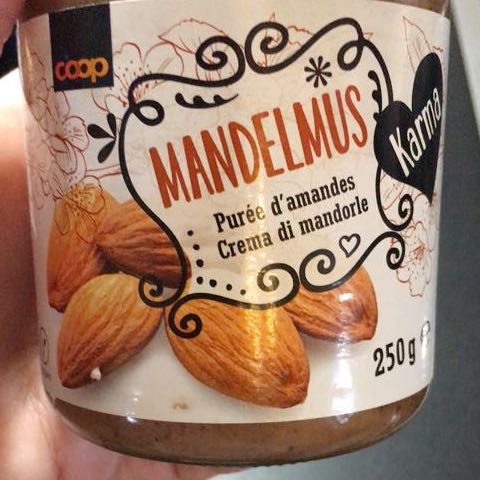 coop
MANDELMUS
Karma
Purée d'amandes
Crema di mandorle
250g e